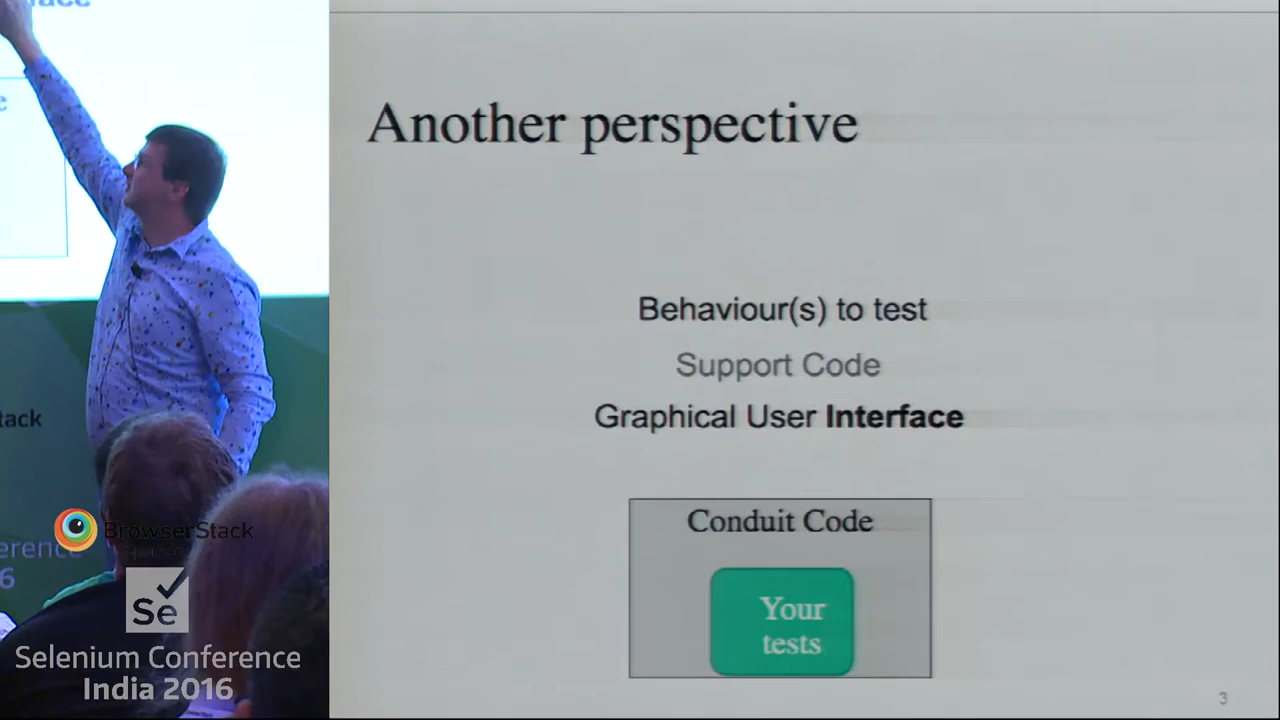 Another perspective
Behaviour(s) to test
Support Code
Graphical User Interface
Conduit Code
Your
tests
3
BrowserStack
Se
Selenium Conference
India 2016